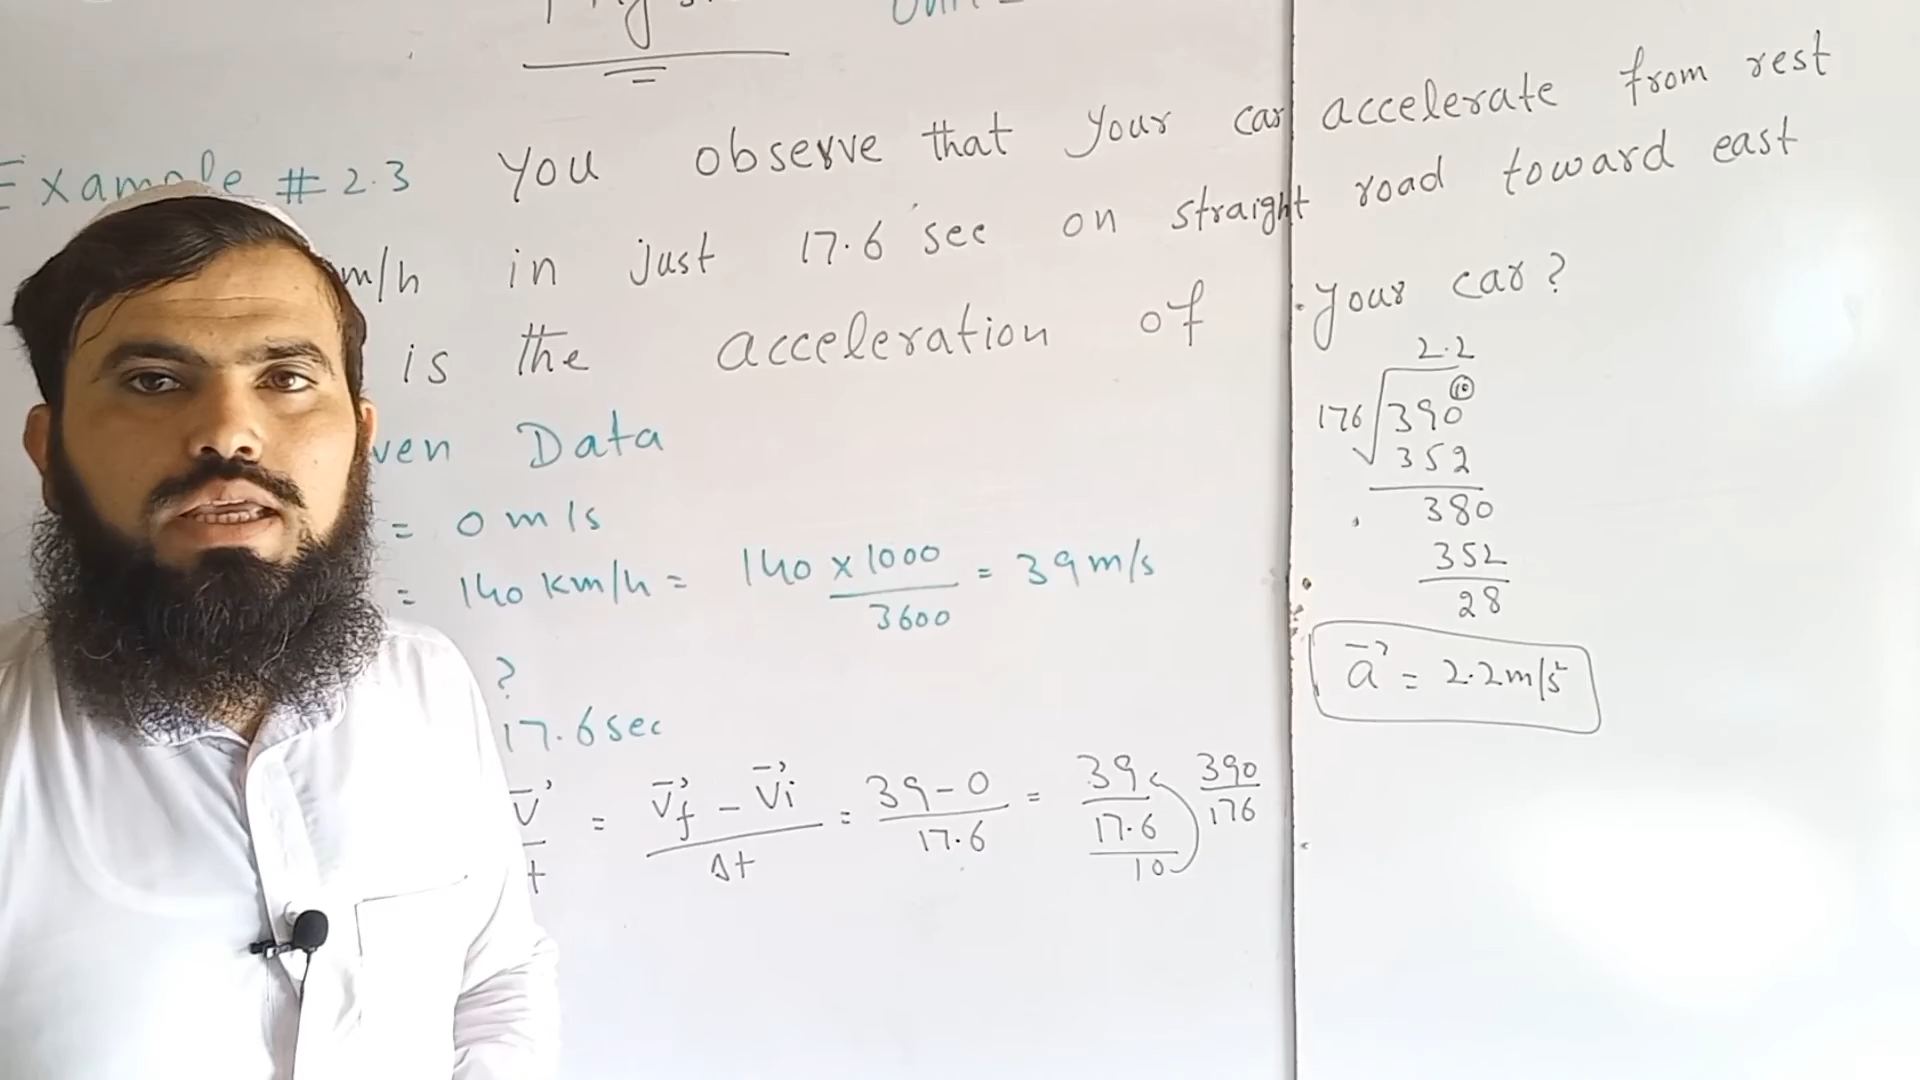 Example #2.3 You observe that your car accelerate from rest
m/h in just 17.6 sec on straight road toward east
is the acceleration of your car?
ven Data
= 0 m/s
= 140 km/h = 140 x 1000 / 3600 = 39 m/s
?
17.6 sec
v⃗ / t = v⃗f - v⃗i / Δt = 39 - 0 / 17.6 = 39 / 17.6 / 10 390 / 176
2.2
176 √390 10
352
380
352
28
a⃗ = 2.2 m/s²